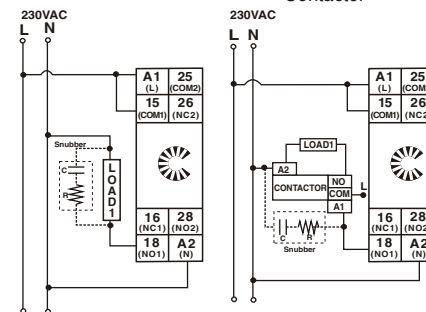 Contactor
230VAC
L N
A1 25
(L) (COM2)
15 26
(COM1) (NC2)
Snubber
C
R
LOAD1
16 28
(NC1) (NO2)
18 A2
(NO1) (N)
230VAC
L N
A1 25
(L) (COM
15 26
(COM1) (NC2
LOAD1
A2
CONTACTOR
NO
COM
L
A1
C
R
Snubber
16 28
(NC1) (NO2
18 A2
(NO1) (N)